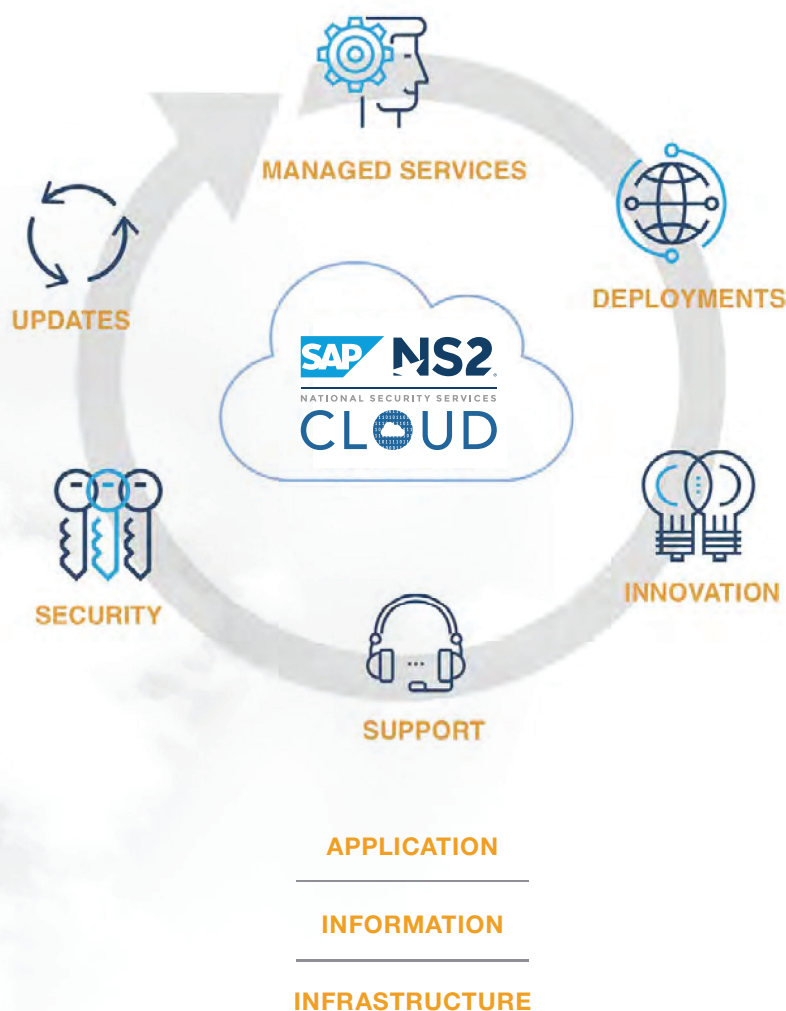 MANAGED SERVICES
DEPLOYMENTS
UPDATES
SAP NS2
NATIONAL SECURITY SERVICES
CLOUD
INNOVATION
SECURITY
SUPPORT
APPLICATION
INFORMATION
INFRASTRUCTURE